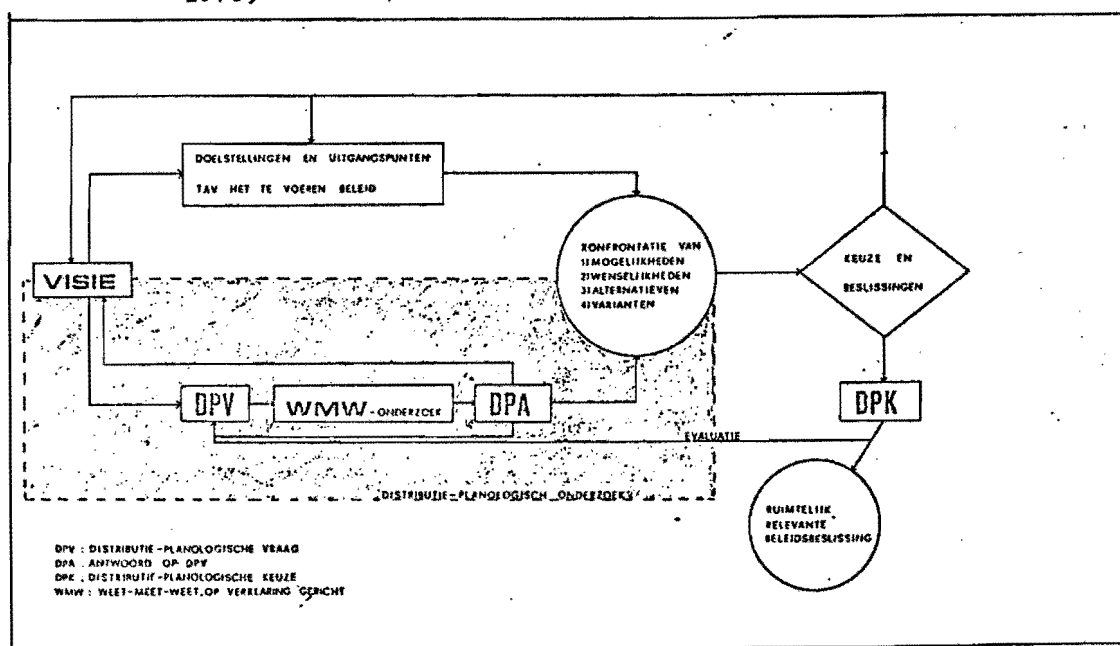 DOELSTELLINGEN EN UITGANGSPUNTEN
TAV HET TE VOEREN BELEID
VISIE
KONFRONTATIE VAN
1) MOGELIJKHEDEN
2) WENSELIJKHEDEN
3) ALTERNATIEVEN
4) VARIANTEN
KEUZE EN
BESLISSINGEN
DPV
WMW-ONDERZOEK
DPA
DPK
EVALUATIE
DISTRIBUTIE-PLANOLOGISCH ONDERZOEK
RUIMTELIJK
RELEVANTE
BELEIDSBESLISSING
DPV : DISTRIBUTIE-PLANOLOGISCHE VRAAG
DPA : ANTWOORD OP DPV
DPK : DISTRIBUTIE-PLANOLOGISCHE KEUZE
WMW : WEET-MEET-WEET, OP VERKLARING GERICHT